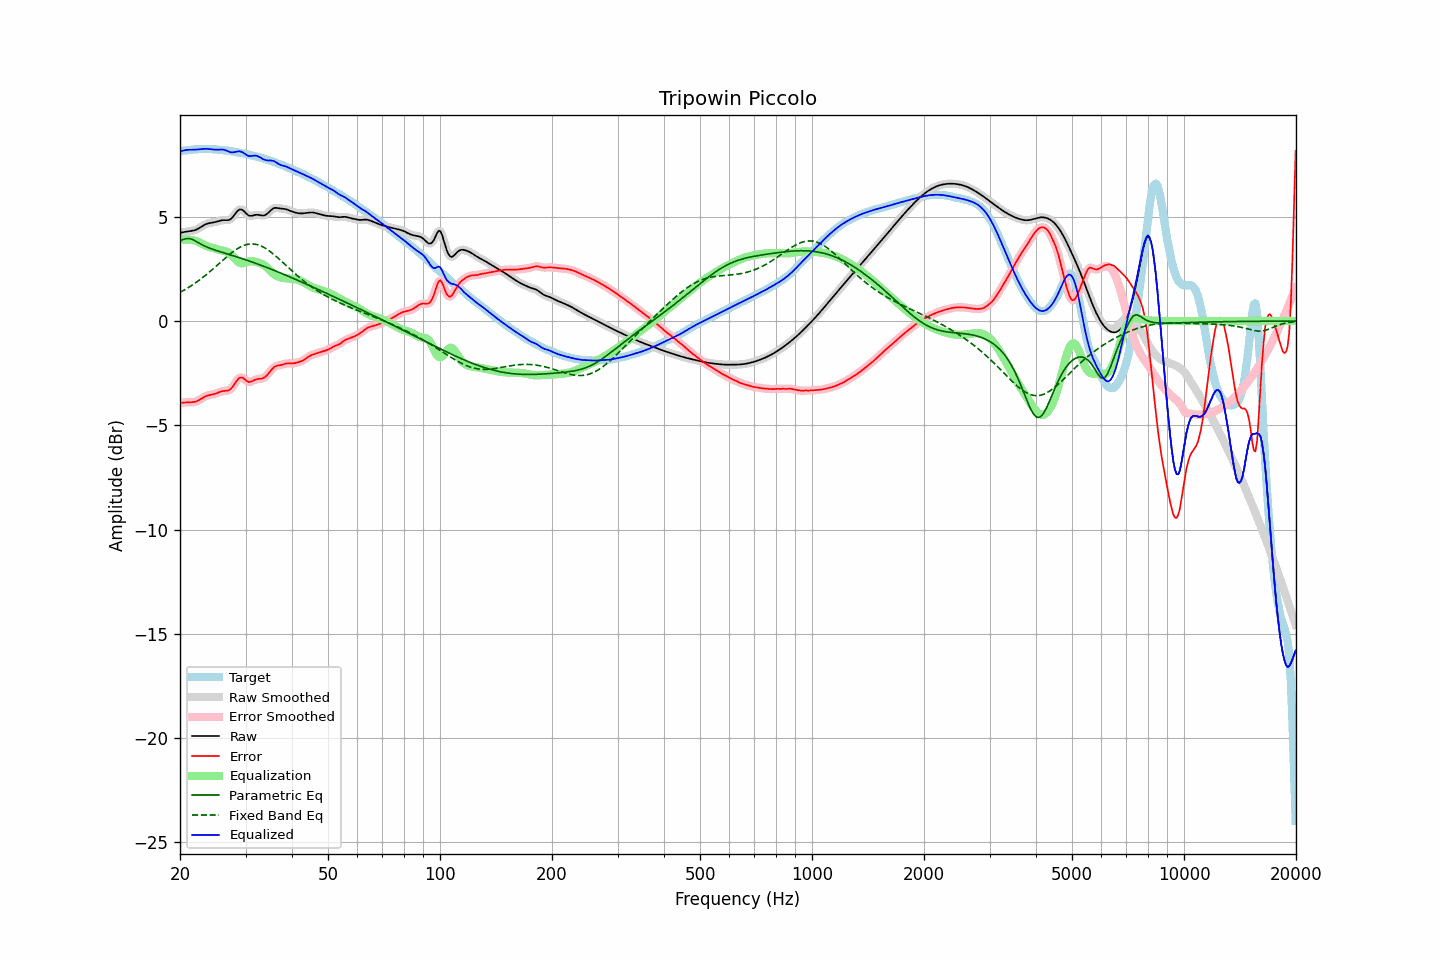 Tripowin Piccolo
Amplitude (dBr)
5
0
−5
−10
−15
−20
−25
Target
Raw Smoothed
Error Smoothed
Raw
Error
Equalization
Parametric Eq
Fixed Band Eq
Equalized
20 50 100 200 500 1000 2000 5000 10000 20000
Frequency (Hz)